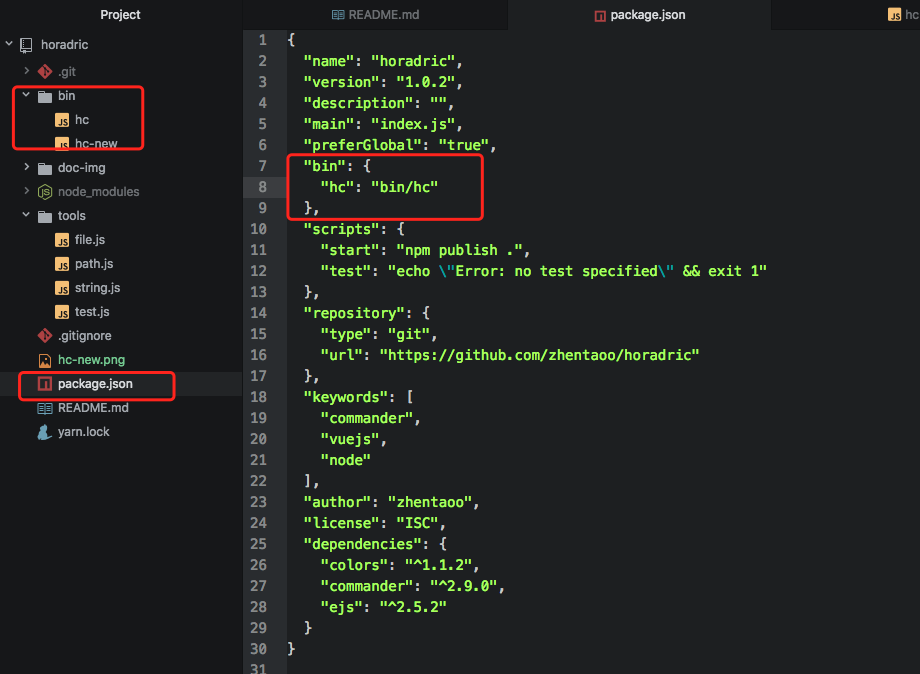 Project
README.md
package.json
hc
horadric
.git
bin
hc
hc-new
doc-img
node_modules
tools
file.js
path.js
string.js
test.js
.gitignore
hc-new.png
package.json
README.md
yarn.lock
1 {
2 "name": "horadric",
3 "version": "1.0.2",
4 "description": "",
5 "main": "index.js",
6 "preferGlobal": "true",
7 "bin": {
8 "hc": "bin/hc"
9 },
10 "scripts": {
11 "start": "npm publish .",
12 "test": "echo \"Error: no test specified\" && exit 1"
13 },
14 "repository": {
15 "type": "git",
16 "url": "https://github.com/zhentaoo/horadric"
17 },
18 "keywords": [
19 "commander",
20 "vuejs",
21 "node"
22 ],
23 "author": "zhentaoo",
24 "license": "ISC",
25 "dependencies": {
26 "colors": "^1.1.2",
27 "commander": "^2.9.0",
28 "ejs": "^2.5.2"
29 }
30 }
31